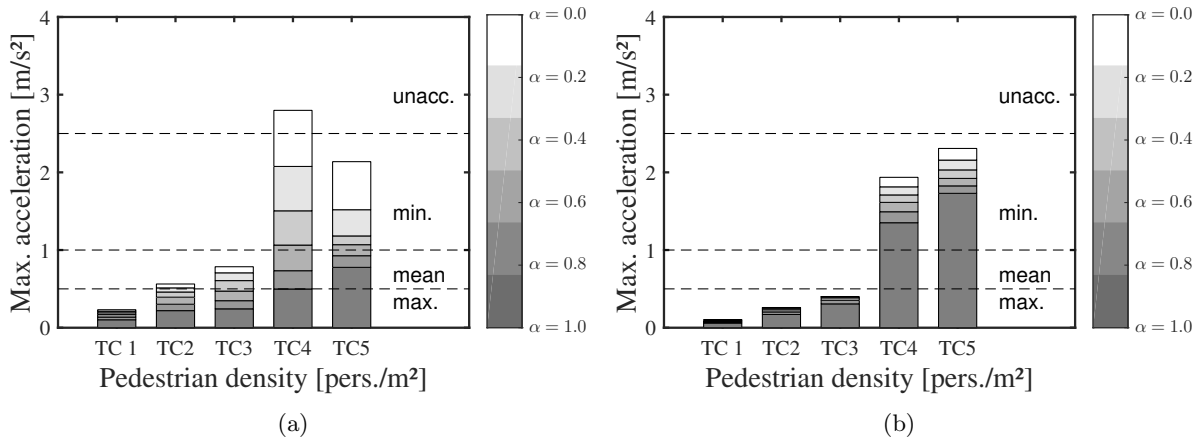 Max. acceleration [m/s²]
4
3
2
1
0
unacc.
min.
mean
max.
TC 1 TC2 TC3 TC4 TC5
Pedestrian density [pers./m²]
α = 0.0
α = 0.2
α = 0.4
α = 0.6
α = 0.8
α = 1.0
(a)
Max. acceleration [m/s²]
4
3
2
1
0
unacc.
min.
mean
max.
TC 1 TC2 TC3 TC4 TC5
Pedestrian density [pers./m²]
α = 0.0
α = 0.2
α = 0.4
α = 0.6
α = 0.8
α = 1.0
(b)